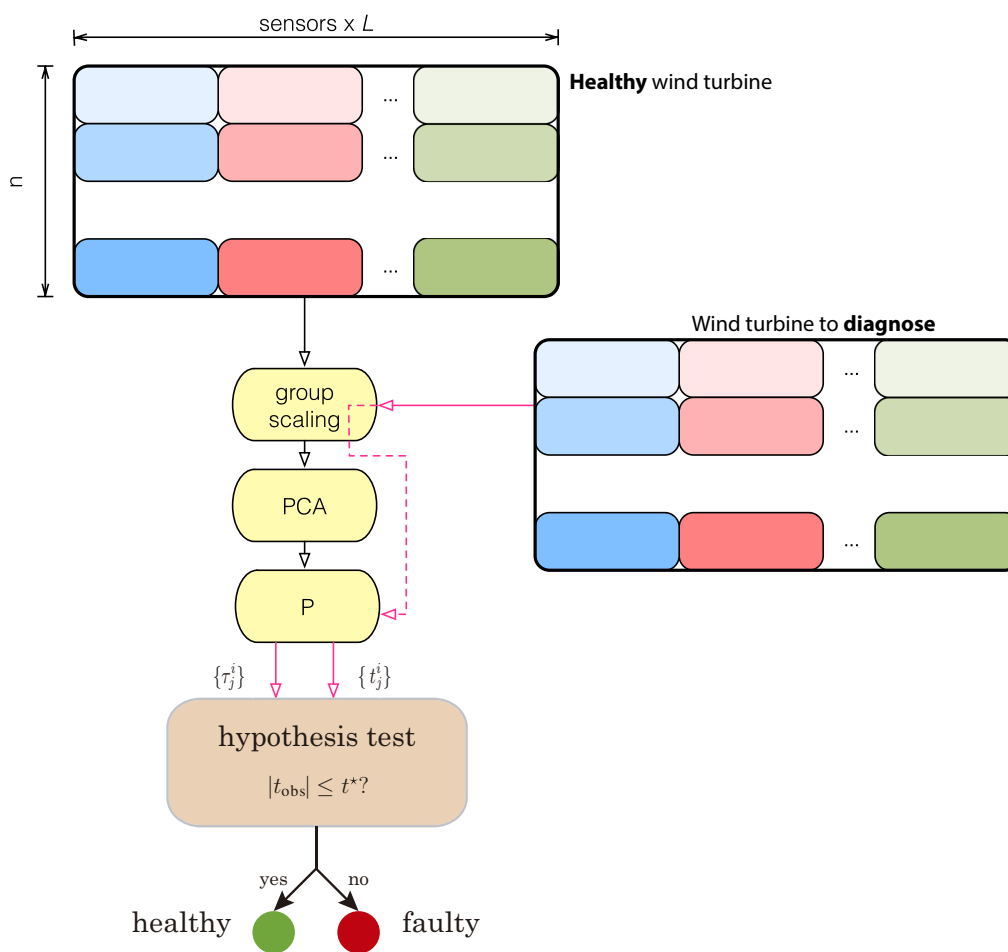 sensors x L
Healthy wind turbine
...
...
n
...
Wind turbine to diagnose
...
...
...
group
scaling
PCA
P
{τ_j^i}
{t_j^i}
hypothesis test
|t_obs| ≤ t⋆?
yes
no
healthy
faulty